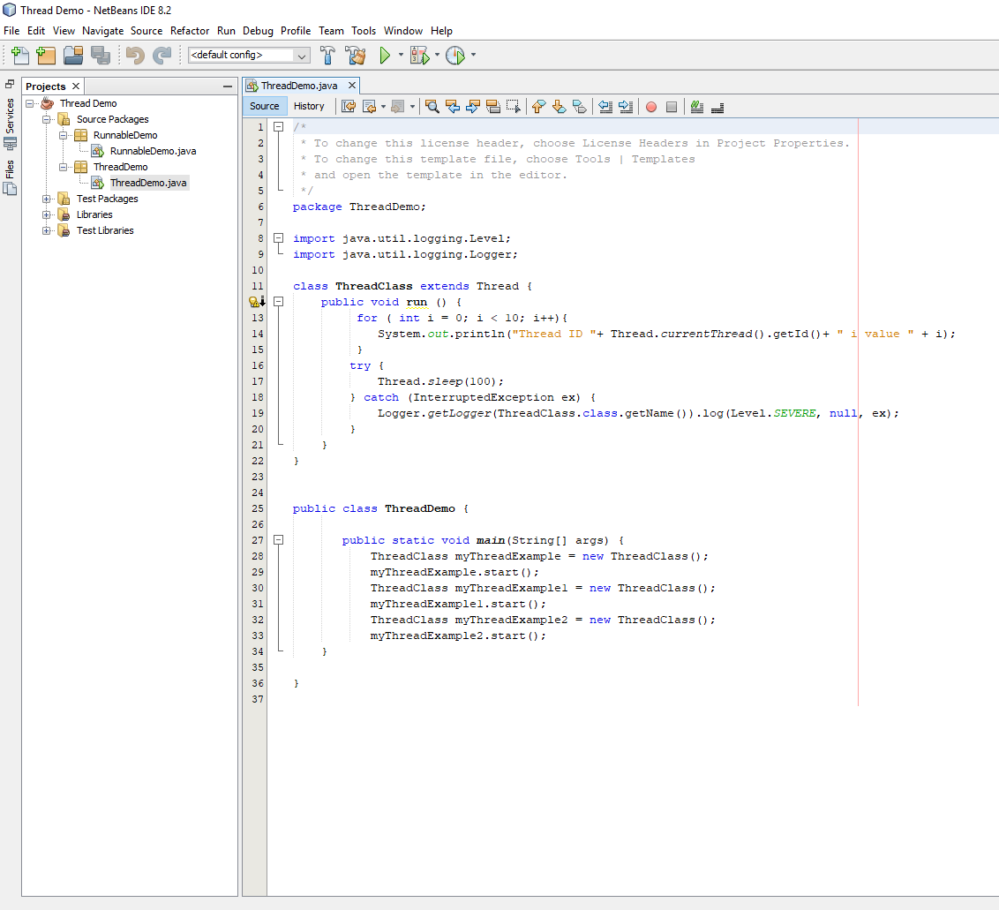 Thread Demo - NetBeans IDE 8.2
File Edit View Navigate Source Refactor Run Debug Profile Team Tools Window Help
<default config>
Services
Files
Projects
Thread Demo
Source Packages
RunnableDemo
RunnableDemo.java
ThreadDemo
ThreadDemo.java
Test Packages
Libraries
Test Libraries
ThreadDemo.java
Source History
1 /*
2 * To change this license header, choose License Headers in Project Properties.
3 * To change this template file, choose Tools | Templates
4 * and open the template in the editor.
5 */
6 package ThreadDemo;
7
8 import java.util.logging.Level;
9 import java.util.logging.Logger;
10
11 class ThreadClass extends Thread {
public void run () {
13 for ( int i = 0; i < 10; i++){
14 System.out.println("Thread ID "+ Thread.currentThread().getId()+ " i value " + i);
15 }
16 try {
17 Thread.sleep(100);
18 } catch (InterruptedException ex) {
19 Logger.getLogger(ThreadClass.class.getName()).log(Level.SEVERE, null, ex);
20 }
21 }
22 }
23
24
25 public class ThreadDemo {
26
27 public static void main(String[] args) {
28 ThreadClass myThreadExample = new ThreadClass();
29 myThreadExample.start();
30 ThreadClass myThreadExample1 = new ThreadClass();
31 myThreadExample1.start();
32 ThreadClass myThreadExample2 = new ThreadClass();
33 myThreadExample2.start();
34 }
35
36 }
37